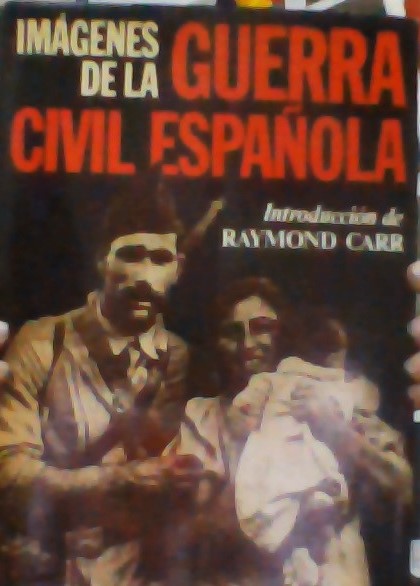 IMÁGENES
DE LA GUERRA
CIVIL ESPAÑOLA
Introducción de
RAYMOND CARR